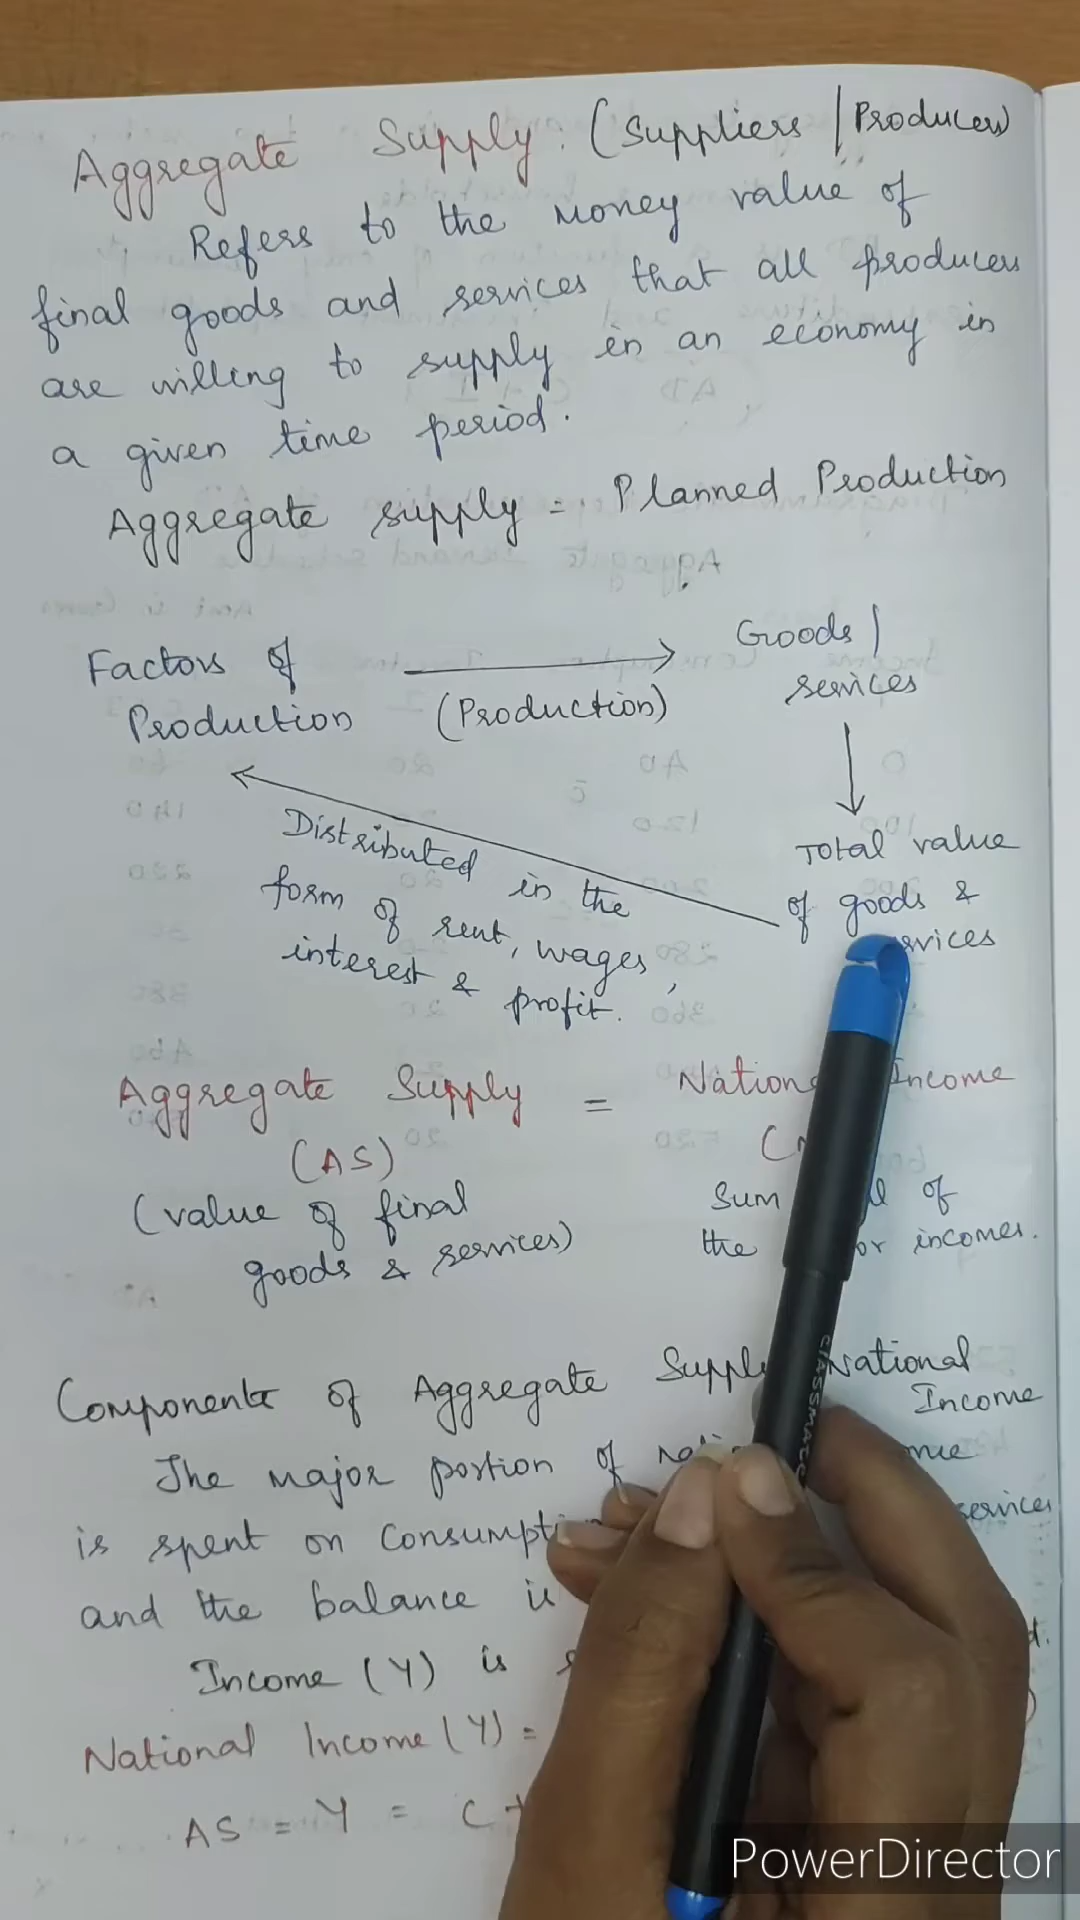 Aggregate Supply: (Suppliers | Producers)
Refers to the money value of
final goods and services that all producers
are willing to supply in an economy in
a given time period.
Aggregate supply = Planned Production
Factors of
Production
(Production)
Goods |
services
Total value
of goods &
Distributed in the
form of rent, wages,
interest & profit.
Aggregate Supply = Income
(AS)
(value of final
goods & services)
Sum of
the incomes.
Components of Aggregate National
Income
The major portion of
is spent on
and the balance is
Income (Y) is
National Income (Y) =
AS = Y = C +
CLASSMATE
PowerDirector